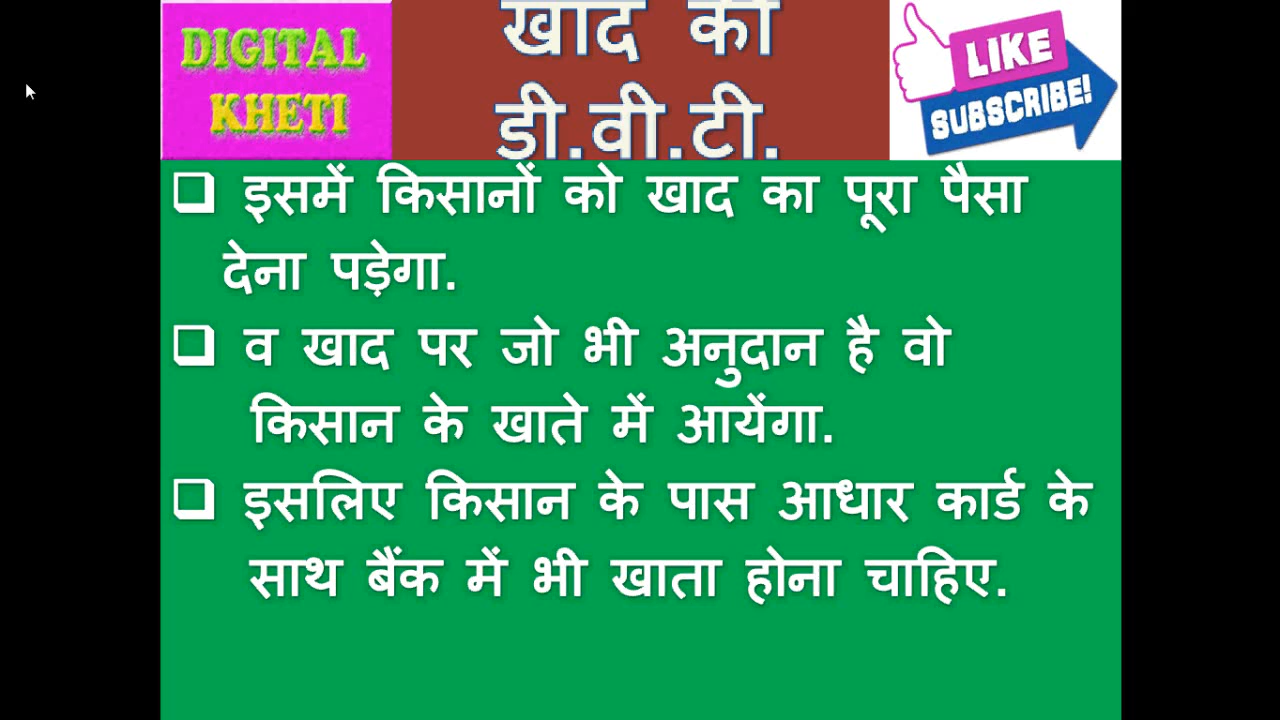 DIGITAL
KHETI
खाद की
डी.वी.टी.
LIKE
SUBSCRIBE!
इसमें किसानों को खाद का पूरा पैसा
देना पड़ेगा.
व खाद पर जो भी अनुदान है वो
किसान के खाते में आयेंगा.
इसलिए किसान के पास आधार कार्ड के
साथ बैंक में भी खाता होना चाहिए.